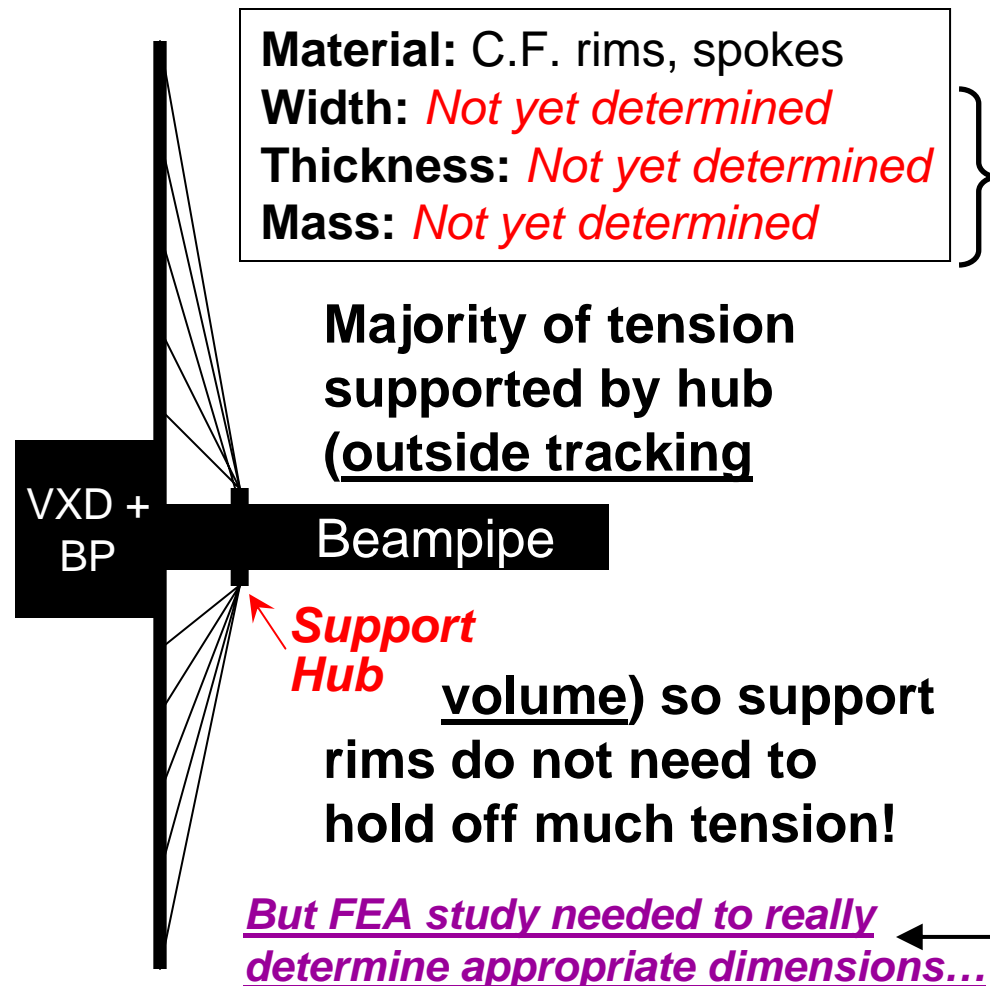 Material: C.F. rims, spokes
Width: Not yet determined
Thickness: Not yet determined
Mass: Not yet determined
Majority of tension
supported by hub
(outside tracking
VXD +
BP
Beampipe
Support
Hub
volume) so support
rims do not need to
hold off much tension!
But FEA study needed to really
determine appropriate dimensions…